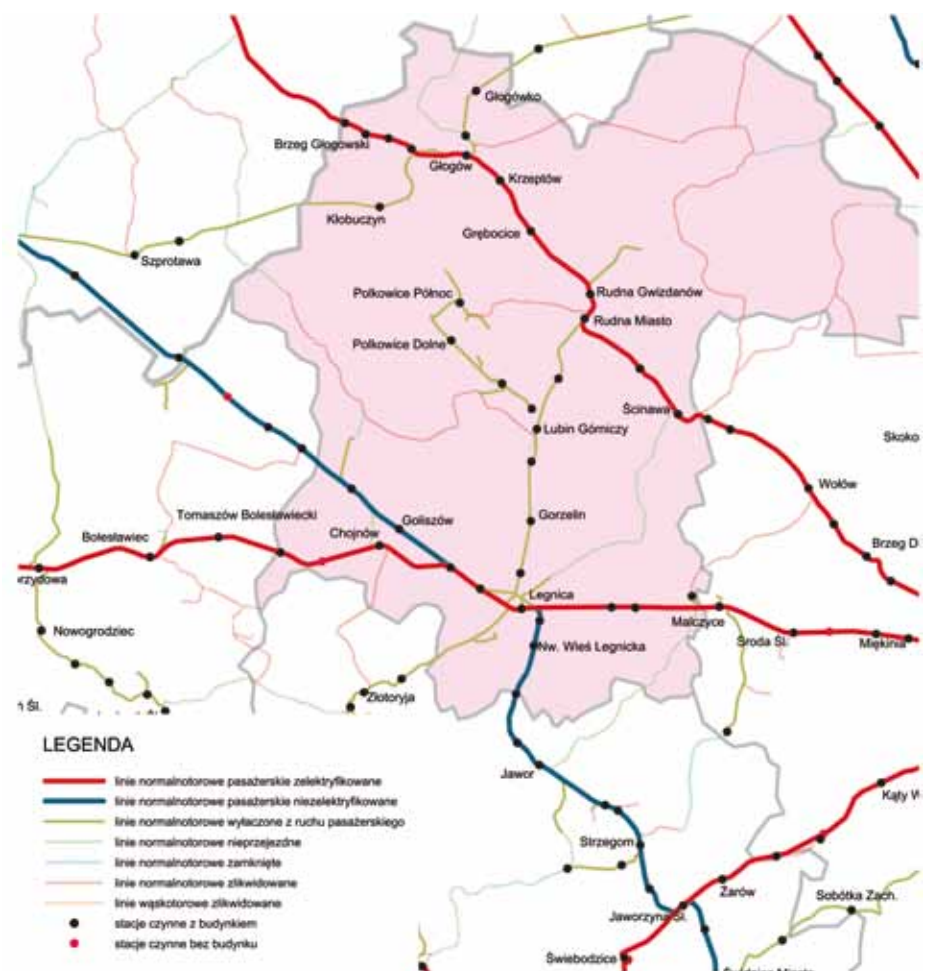 Głogówko
Brzeg Głogowski
Głogów
Krzeptów
Kłobuczyn
Grębocice
Szprotawa
Polkowice Północ
Rudna Gwizdanów
Rudna Miasto
Polkowice Dolne
Ścinawa
Lubin Górniczy
Skoko
Wołów
Tomaszów Bolesławiecki
Gorzelin
Goliszów
Bolesławiec
Chojnów
Brzeg D
rzydowa
Legnica
Malczyce
Nowogrodziec
Środa Śl.
Miękinia
Nw. Wieś Legnicka
Złotoryja
Śl.
LEGENDA
Jawor
linie normalnotorowe pasażerskie zelektryfikowane
linie normalnotorowe pasażerskie niezelektryfikowane
Kąty W
linie normalnotorowe wyłączone z ruchu pasażerskiego
linie normalnotorowe nieprzejezdne
Strzegom
linie normalnotorowe zamknięte
linie normalnotorowe zlikwidowane
Żarów
Sobótka Zach.
linie wąskotorowe zlikwidowane
stacje czynne z budynkiem
Jaworzyna Śl.
stacje czynne bez budynku
Świebodzice